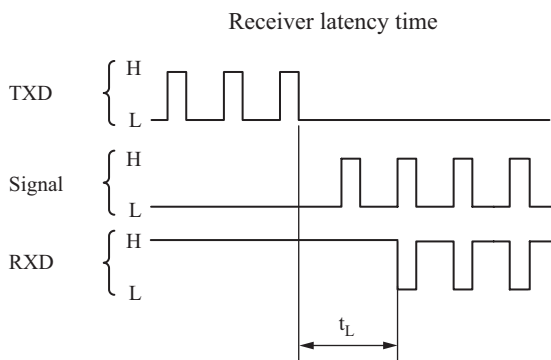 Receiver latency time
H
TXD
L
H
Signal
L
H
RXD
L
tL